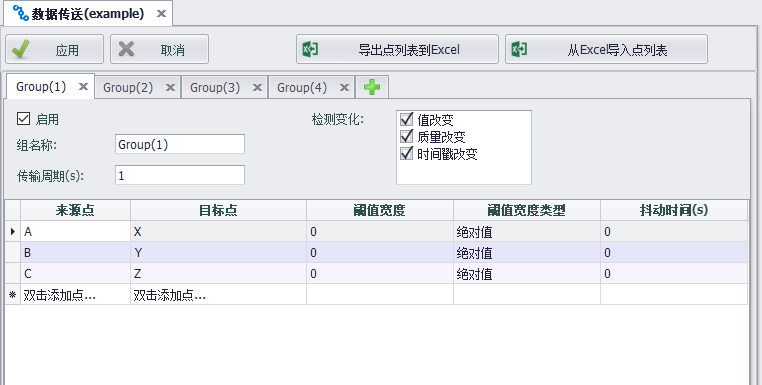 数据传送(example)
应用 取消 导出点列表到Excel 从Excel导入点列表
Group(1) Group(2) Group(3) Group(4)
启用 检测变化: 值改变
质量改变
时间戳改变
组名称: Group(1)
传输周期(s): 1
来源点 目标点 阈值宽度 阈值宽度类型 抖动时间(s)
A X 0 绝对值 0
B Y 0 绝对值 0
C Z 0 绝对值 0
双击添加点... 双击添加点...